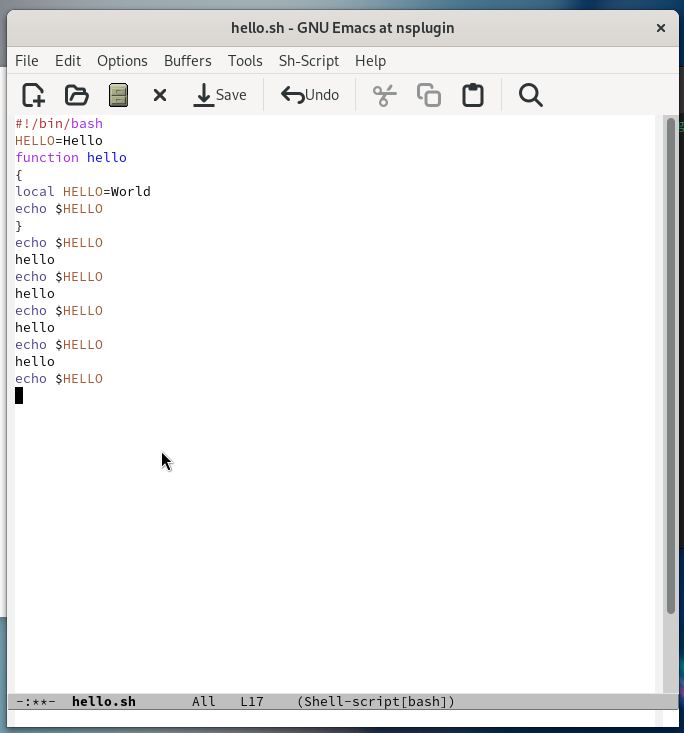 hello.sh - GNU Emacs at nsplugin
File Edit Options Buffers Tools Sh-Script Help
Save Undo
#!/bin/bash
HELLO=Hello
function hello
{
local HELLO=World
echo $HELLO
}
echo $HELLO
hello
echo $HELLO
hello
echo $HELLO
hello
echo $HELLO
hello
echo $HELLO
-:**- hello.sh All L17 (Shell-script[bash])